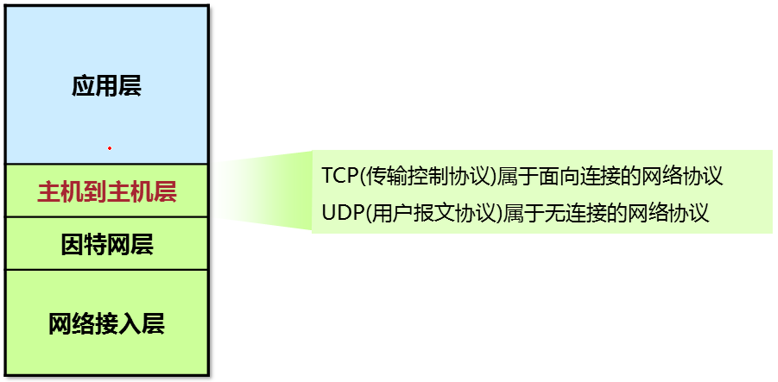 应用层
主机到主机层
TCP(传输控制协议)属于面向连接的网络协议
UDP(用户报文协议)属于无连接的网络协议
因特网层
网络接入层